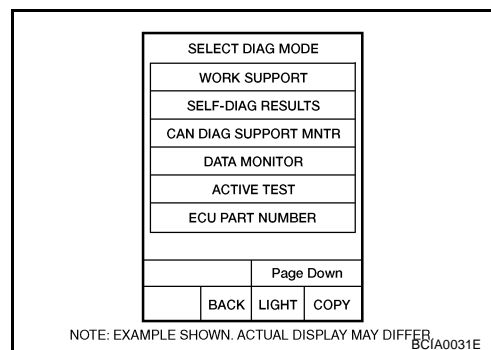 SELECT DIAG MODE
WORK SUPPORT
SELF-DIAG RESULTS
CAN DIAG SUPPORT MNTR
DATA MONITOR
ACTIVE TEST
ECU PART NUMBER
Page Down
BACK LIGHT COPY
NOTE: EXAMPLE SHOWN. ACTUAL DISPLAY MAY DIFFER.
BCIA0031E